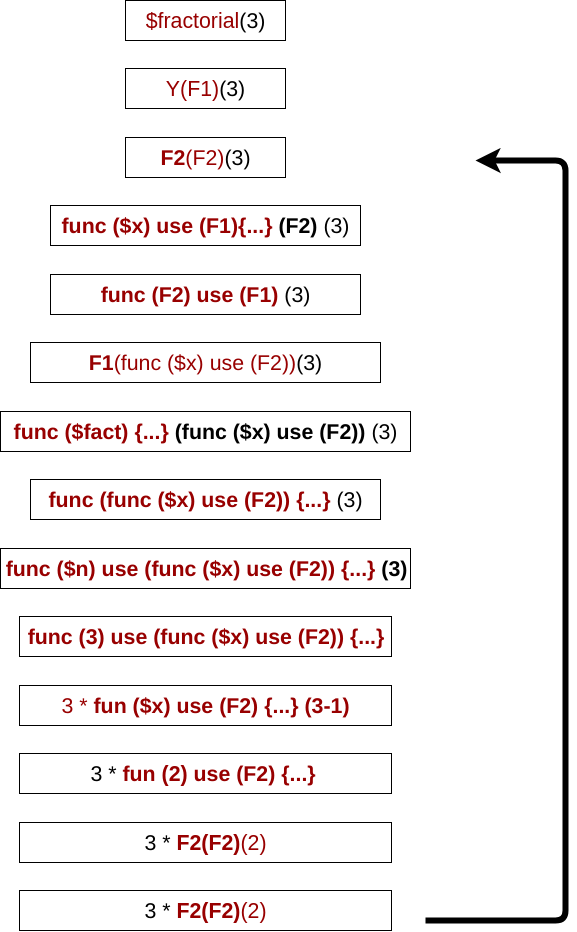 $fractorial(3)
Y(F1)(3)
F2(F2)(3)
func ($x) use (F1){...} (F2) (3)
func (F2) use (F1) (3)
F1(func ($x) use (F2))(3)
func ($fact) {...} (func ($x) use (F2)) (3)
func (func ($x) use (F2)) {...} (3)
func ($n) use (func ($x) use (F2)) {...} (3)
func (3) use (func ($x) use (F2)) {...}
3 * fun ($x) use (F2) {...} (3-1)
3 * fun (2) use (F2) {...}
3 * F2(F2)(2)
3 * F2(F2)(2)